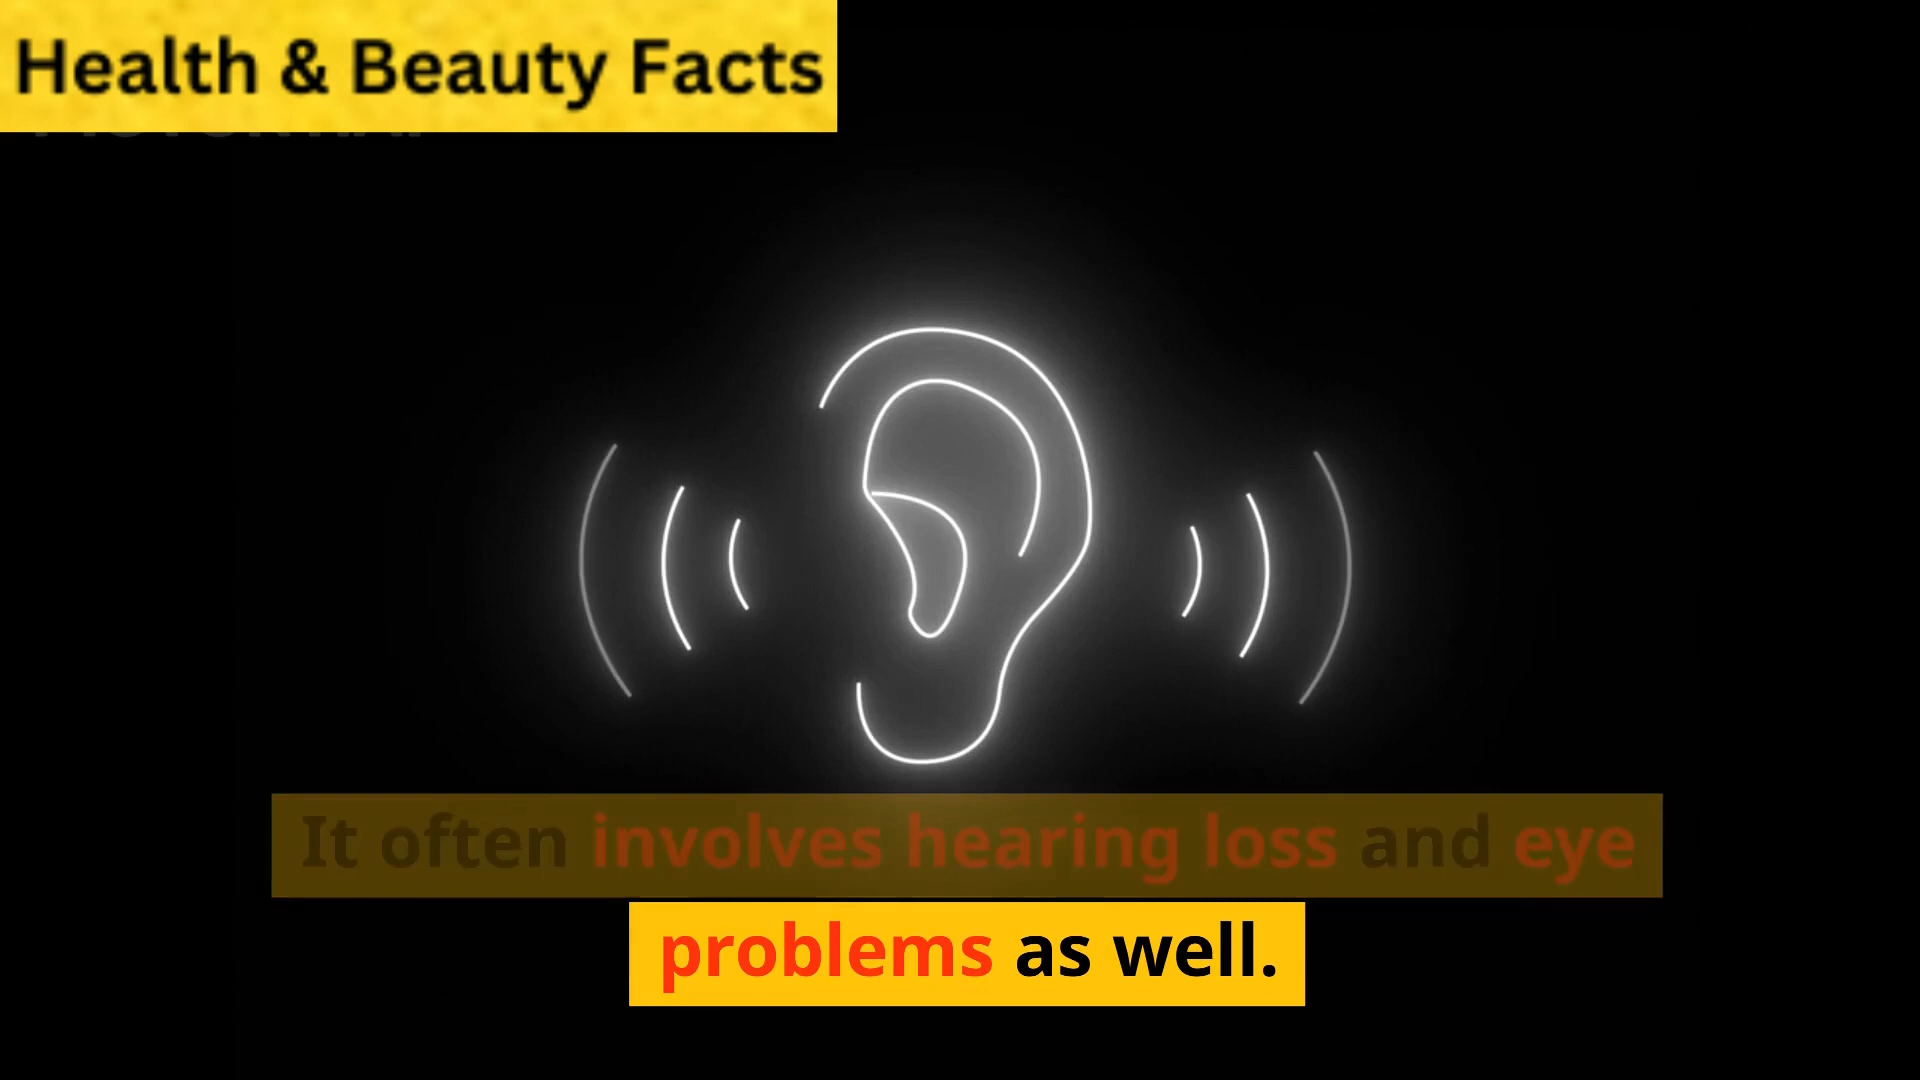 Health & Beauty Facts
It often involves hearing loss and eye
problems as well.